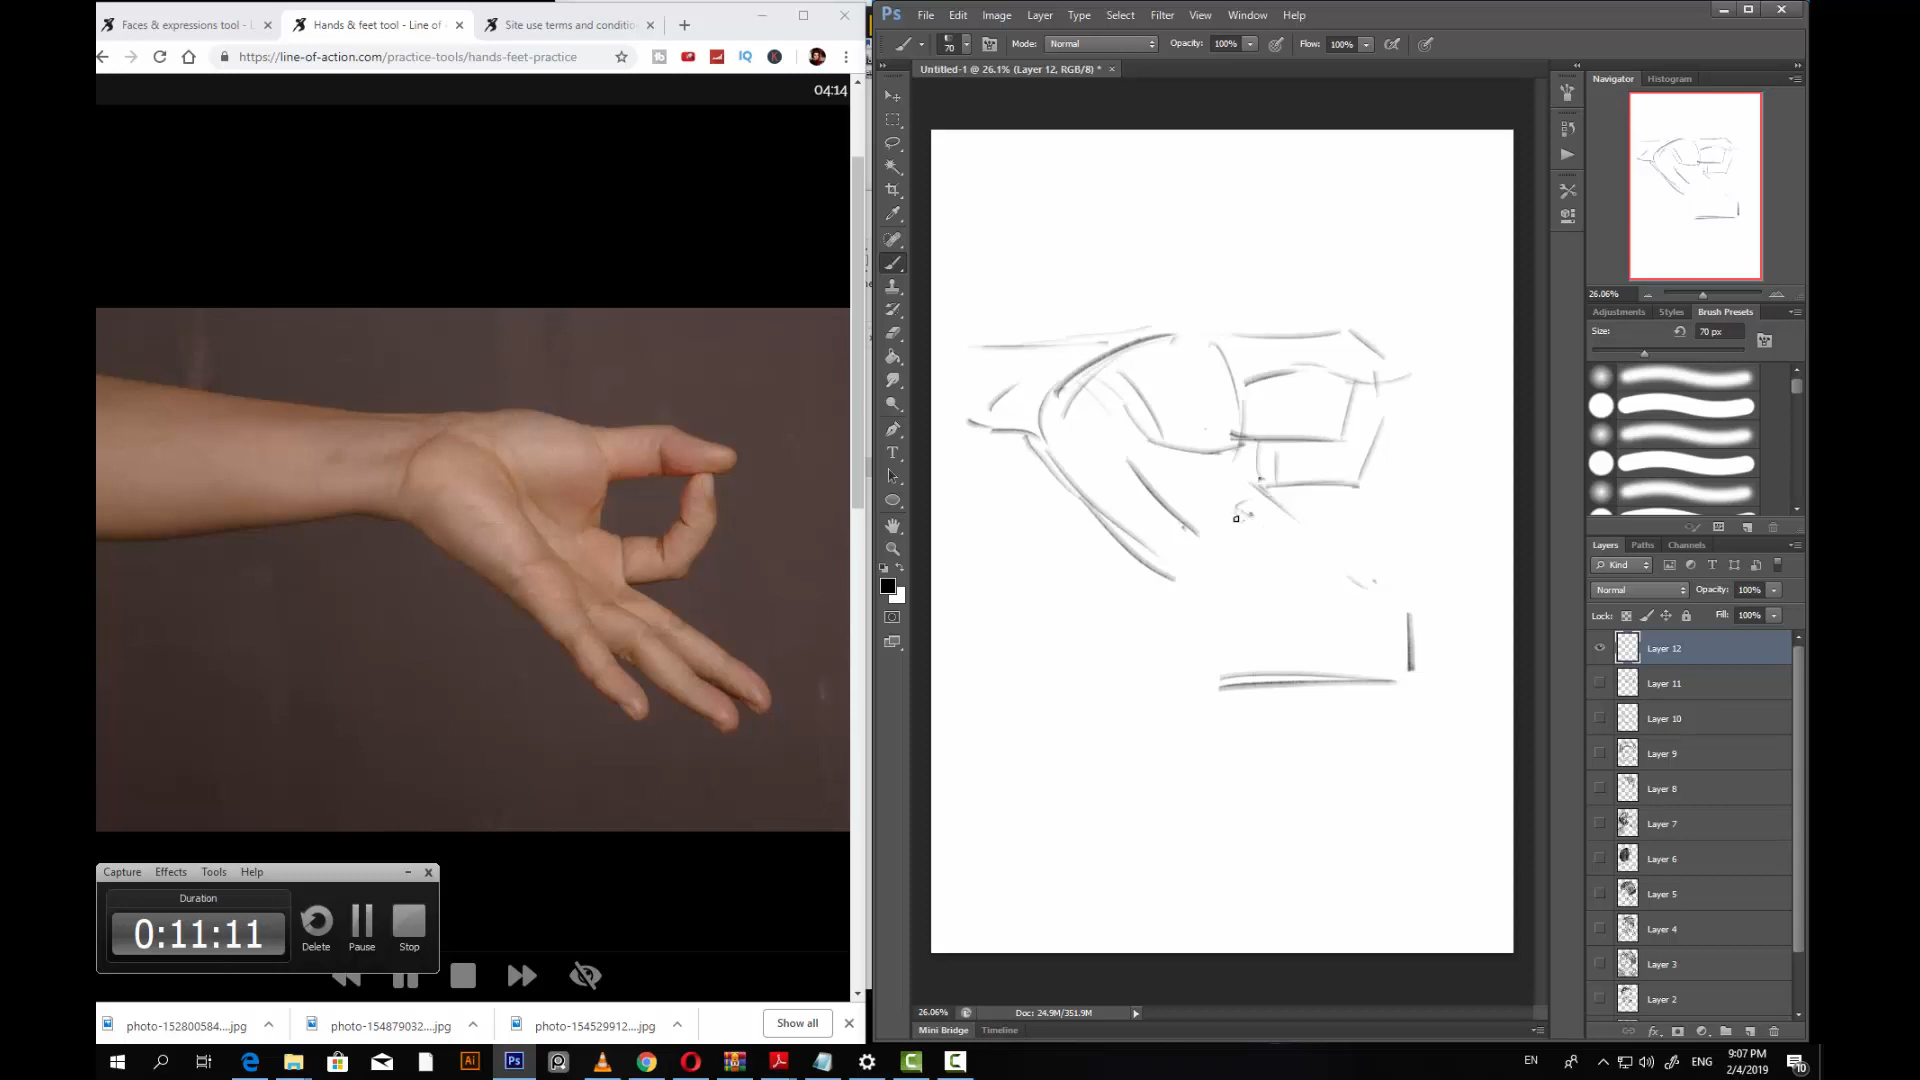 Faces & expressions tool - L
Hands & feet tool - Line of
Site use terms and conditio
https://line-of-action.com/practice-tools/hands-feet-practice
04:14
Capture Effects Tools Help
Duration
0:11:11
Delete Pause Stop
photo-152800584....jpg
photo-154879032....jpg
photo-154529912....jpg
Show all
Ps File Edit Image Layer Type Select Filter View Window Help
70
Mode: Normal Opacity: 100% Flow: 100%
Untitled-1 @ 26.1% (Layer 12, RGB/8) *
Navigator Histogram
26.06%
Adjustments Styles Brush Presets
Size: 70 px
Layers Paths Channels
Kind
Normal Opacity: 100%
Lock: Fill: 100%
Layer 12
Layer 11
Layer 10
Layer 9
Layer 8
Layer 7
Layer 6
Layer 5
Layer 4
Layer 3
Layer 2
26.06% Doc: 24.9M/351.9M
Mini Bridge Timeline
Ai Ps
EN
ENG
9:07 PM
2/4/2019
10